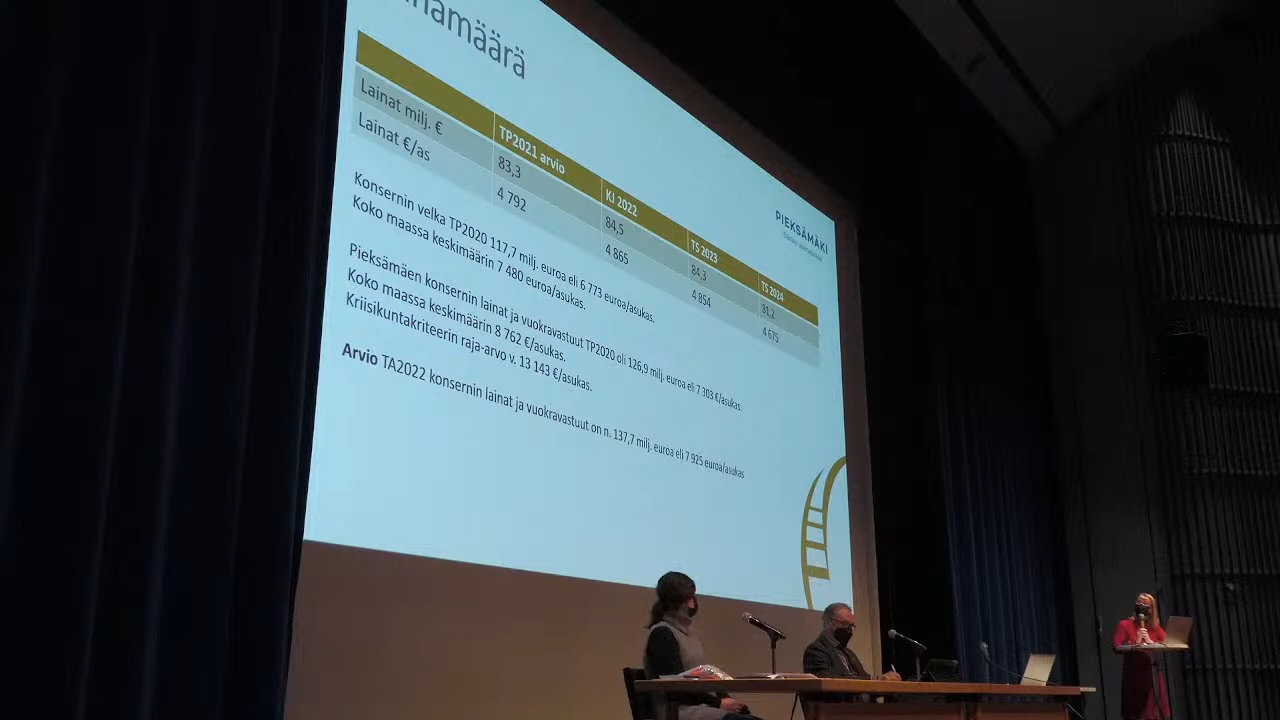 TP2021 arvio KJ 2022 TS 2023 TS 2024
Lainat milj. € 83,3 84,5 84,3 81,2
Lainat €/as 4 792 4 865 4 854 4 675
Konsernin velka TP2020 117,7 milj. euroa eli 6 773 euroa/asukas.
Koko maassa keskimäärin 7 480 euroa/asukas.
Pieksämäen konsernin lainat ja vuokravastuut TP2020 oli 126,9 milj. euroa eli 7 303 €/asukas.
Koko maassa keskimäärin 8 762 €/asukas.
Kriisikuntakriteerin raja-arvo v. 13 143 €/asukas.
Arvio TA2022 konsernin lainat ja vuokravastuut on n. 137,7 milj. euroa eli 7 925 euroa/asukas
PIEKSÄMÄKI